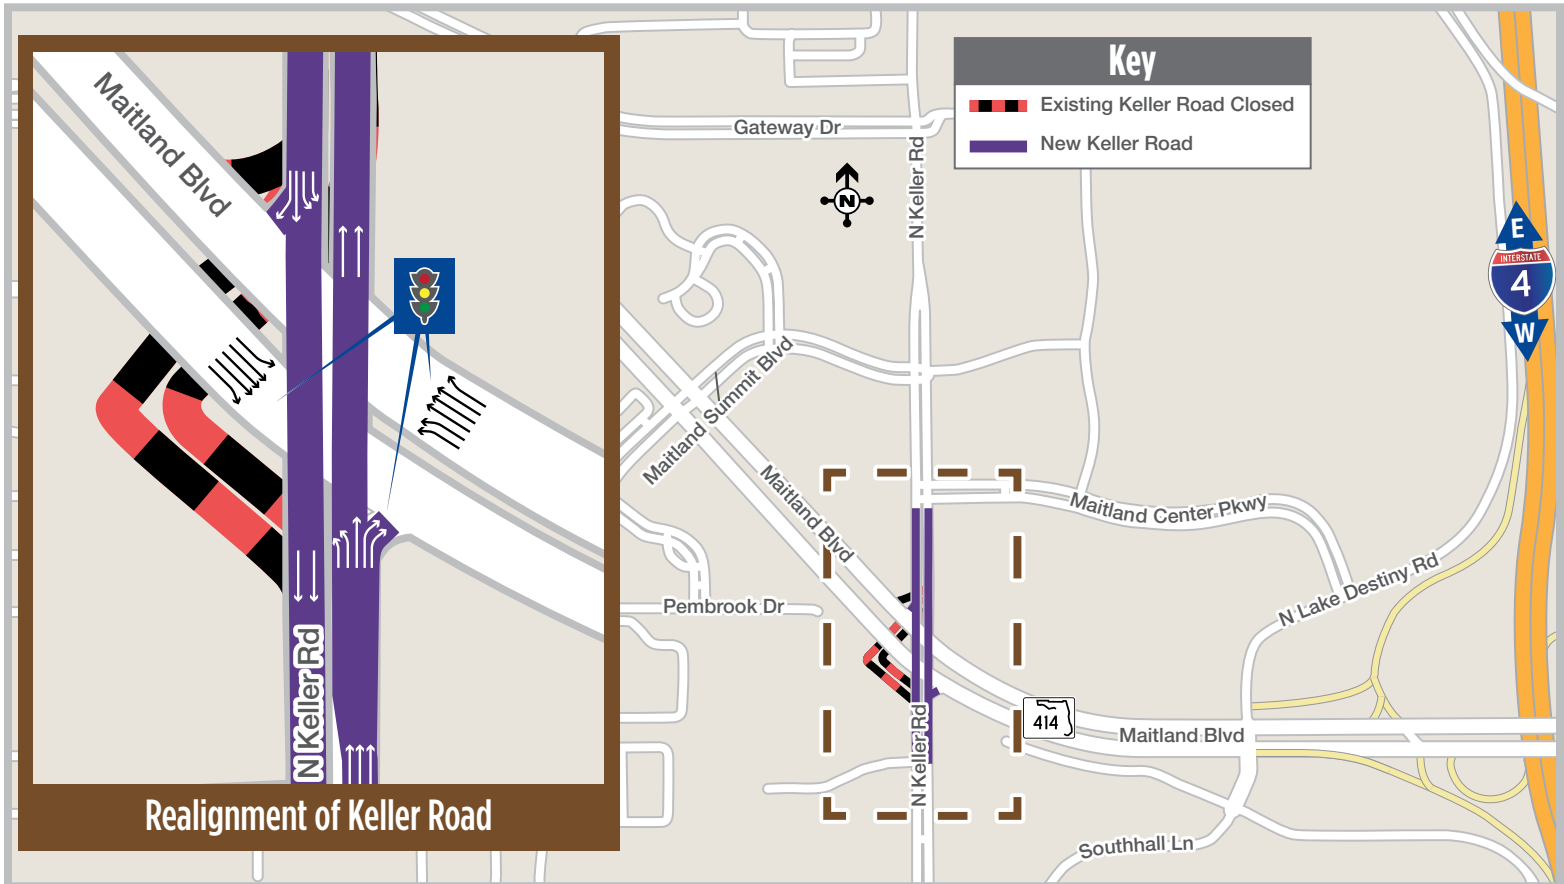 Maitland Blvd
N Keller Rd
Realignment of Keller Road
Key
Existing Keller Road Closed
New Keller Road
Gateway Dr
N Keller Rd
N
E
INTERSTATE
4
W
Maitland Summit Blvd
Maitland Blvd
Maitland Center Pkwy
N Lake Destiny Rd
Pembrook Dr
N Keller Rd
414
Maitland Blvd
Southhall Ln